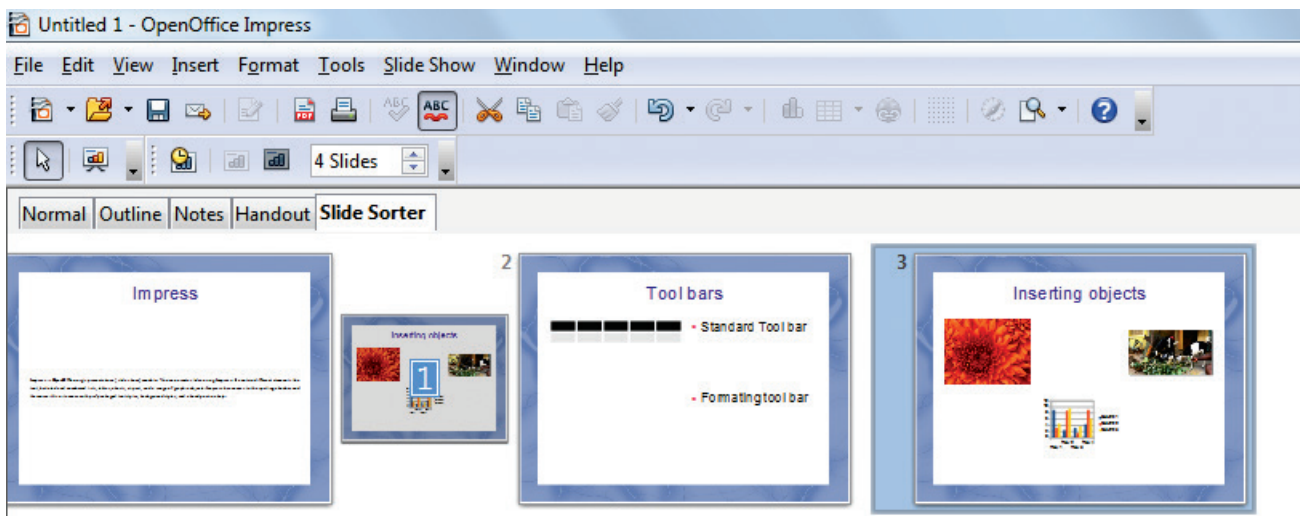 Untitled 1 - OpenOffice Impress
File Edit View Insert Format Tools Slide Show Window Help
PDF ABC ABC
4 Slides
Normal Outline Notes Handout Slide Sorter
2
3
Impress
Tool bars
Inserting objects
Inserting objects
Standard Tool bar
1
Formating tool bar